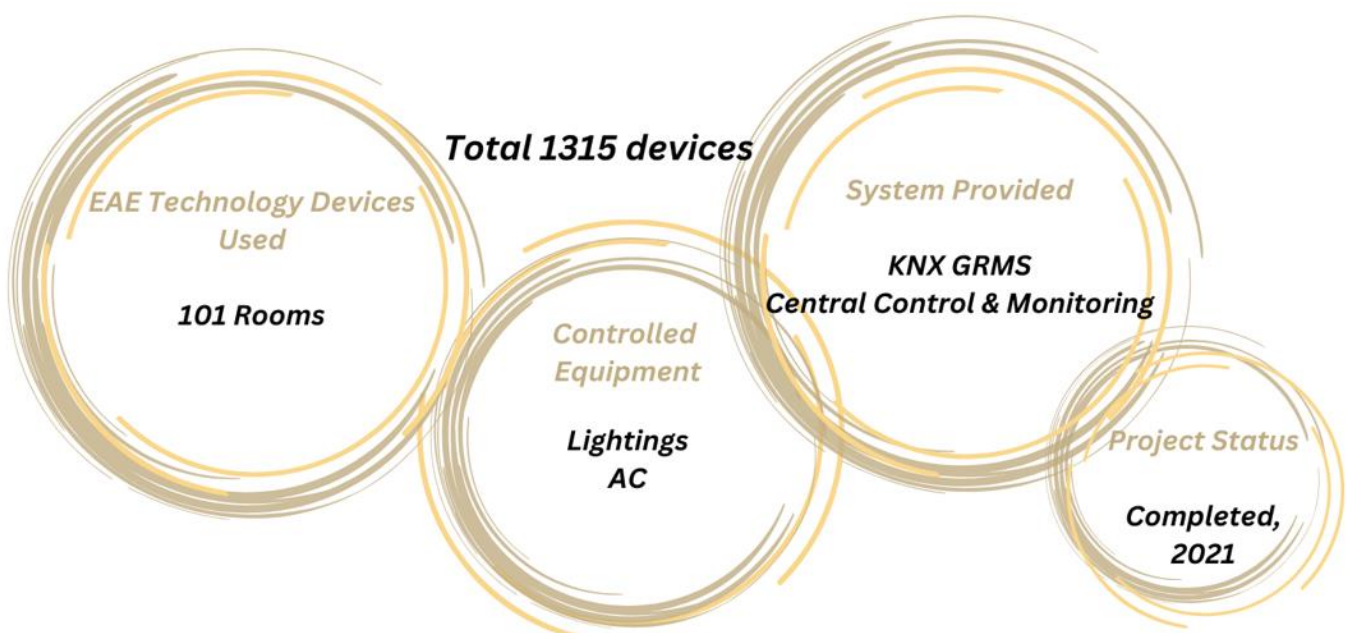 Total 1315 devices
EAE Technology Devices
Used
101 Rooms
Controlled
Equipment
Lightings
AC
System Provided
KNX GRMS
Central Control & Monitoring
Project Status
Completed,
2021